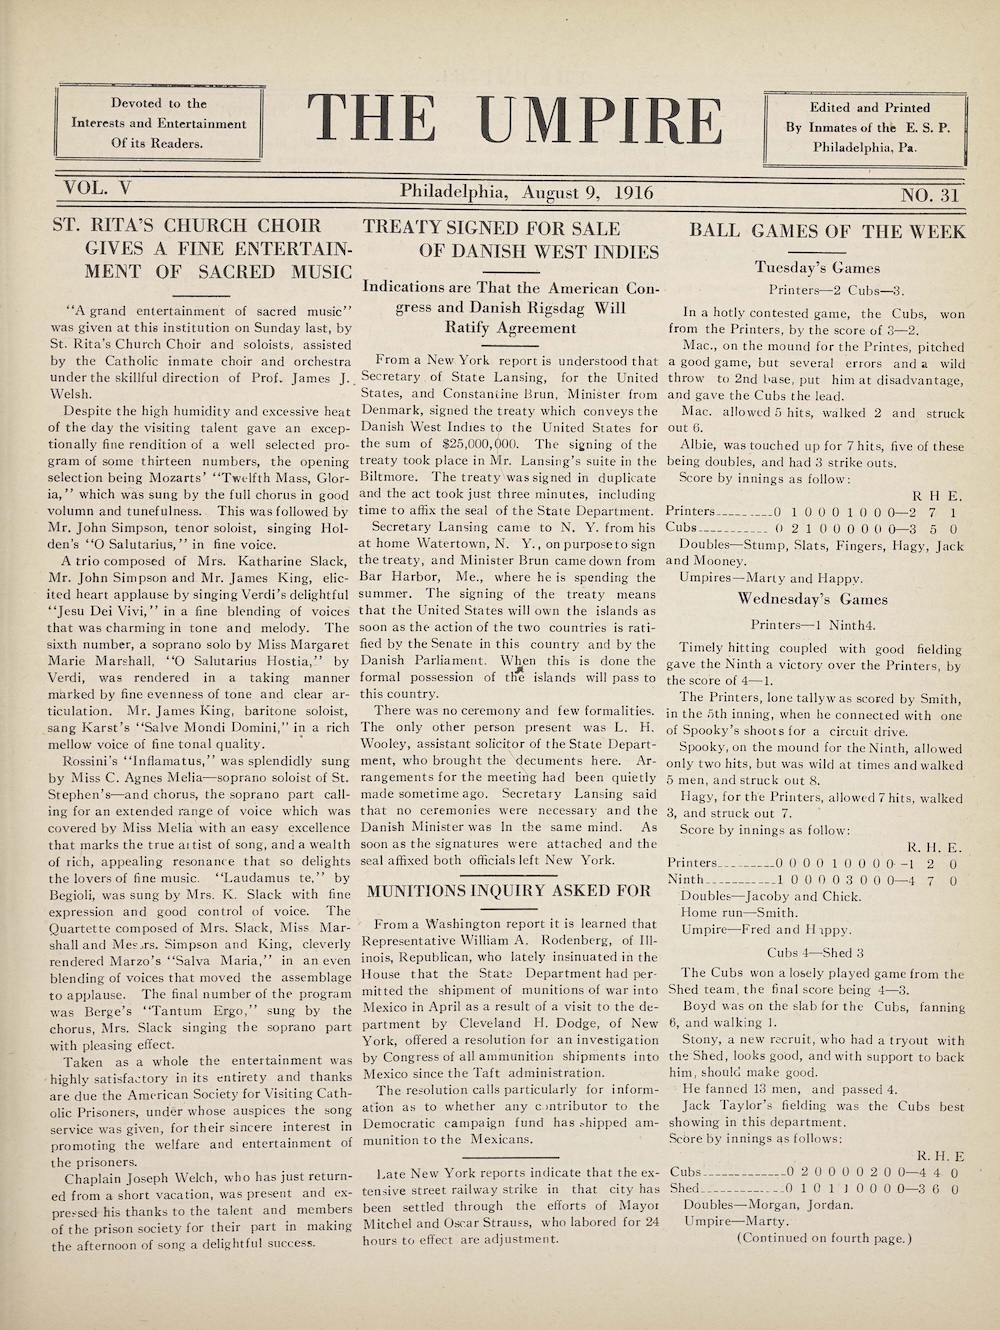 Devoted to the
Interests and Entertainment
Of its Readers.
THE UMPIRE
Edited and Printed
By Inmates of the E. S. P.
Philadelphia, Pa.
VOL. V
Philadelphia, August 9, 1916
NO. 31
ST. RITA'S CHURCH CHOIR
GIVES A FINE ENTERTAIN-
MENT OF SACRED MUSIC
"A grand entertainment of sacred music"
was given at this institution on Sunday last, by
St. Rita's Church Choir and soloists, assisted
by the Catholic inmate choir and orchestra
under the skillful direction of Prof. James J.
Welsh.
Despite the high humidity and excessive heat
of the day the visiting talent gave an excep-
tionally fine rendition of a well selected pro-
gram of some thirteen numbers, the opening
selection being Mozarts' "Twelfth Mass, Glor-
ia," which was sung by the full chorus in good
volumn and tunefulness. This was followed by
Mr. John Simpson, tenor soloist, singing Hol-
den's "O Salutarius," in fine voice.
A trio composed of Mrs. Katharine Slack,
Mr. John Simpson and Mr. James King, elic-
ited heart applause by singing Verdi's delightful
"Jesu Dei Vivi," in a fine blending of voices
that was charming in tone and melody. The
sixth number, a soprano solo by Miss Margaret
Marie Marshall, "O Salutarius Hostia," by
Verdi, was rendered in a taking manner
marked by fine evenness of tone and clear ar-
ticulation. Mr. James King, baritone soloist,
sang Karst's "Salve Mondi Domini," in a rich
mellow voice of fine tonal quality.
Rossini's "Inflamatus," was splendidly sung
by Miss C. Agnes Melia—soprano soloist of St.
Stephen's—and chorus, the soprano part call-
ing for an extended range of voice which was
covered by Miss Melia with an easy excellence
that marks the true artist of song, and a wealth
of rich, appealing resonance that so delights
the lovers of fine music. "Laudamus te," by
Begioli, was sung by Mrs. K. Slack with fine
expression and good control of voice. The
Quartette composed of Mrs. Slack, Miss Mar-
shall and Messrs. Simpson and King, cleverly
rendered Marzo's "Salva Maria," in an even
blending of voices that moved the assemblage
to applause. The final number of the program
was Berge's "Tantum Ergo," sung by the
chorus, Mrs. Slack singing the soprano part
with pleasing effect.
Taken as a whole the entertainment was
highly satisfactory in its entirety and thanks
are due the American Society for Visiting Cath-
olic Prisoners, under whose auspices the song
service was given, for their sincere interest in
promoting the welfare and entertainment of
the prisoners.
Chaplain Joseph Welch, who has just return-
ed from a short vacation, was present and ex-
pressed his thanks to the talent and members
of the prison society for their part in making
the afternoon of song a delightful success.
TREATY SIGNED FOR SALE
OF DANISH WEST INDIES
Indications are That the American Con-
gress and Danish Rigsdag Will
Ratify Agreement
From a New York report is understood that
Secretary of State Lansing, for the United
States, and Constantine Brun, Minister from
Denmark, signed the treaty which conveys the
Danish West Indies to the United States for
the sum of $25,000,000. The signing of the
treaty took place in Mr. Lansing's suite in the
Biltmore. The treaty was signed in duplicate
and the act took just three minutes, including
time to affix the seal of the State Department.
Secretary Lansing came to N. Y. from his
at home Watertown, N. Y., on purpose to sign
the treaty, and Minister Brun came down from
Bar Harbor, Me., where he is spending the
summer. The signing of the treaty means
that the United States will own the islands as
soon as the action of the two countries is rati-
fied by the Senate in this country and by the
Danish Parliament. When this is done the
formal possession of the islands will pass to
this country.
There was no ceremony and few formalities.
The only other person present was L. H.
Wooley, assistant solicitor of the State Depart-
ment, who brought the decuments here. Ar-
rangements for the meeting had been quietly
made sometime ago. Secretary Lansing said
that no ceremonies were necessary and the
Danish Minister was In the same mind. As
soon as the signatures were attached and the
seal affixed both officials left New York.
MUNITIONS INQUIRY ASKED FOR
From a Washington report it is learned that
Representative William A. Rodenberg, of Ill-
inois, Republican, who lately insinuated in the
House that the State Department had per-
mitted the shipment of munitions of war into
Mexico in April as a result of a visit to the de-
partment by Cleveland H. Dodge, of New
York, offered a resolution for an investigation
by Congress of all ammunition shipments into
Mexico since the Taft administration.
The resolution calls particularly for inform-
ation as to whether any contributor to the
Democratic campaign fund has shipped am-
munition to the Mexicans.
Late New York reports indicate that the ex-
tensive street railway strike in that city has
been settled through the efforts of Mayor
Mitchel and Oscar Strauss, who labored for 24
hours to effect are adjustment.
BALL GAMES OF THE WEEK
Tuesday's Games
Printers—2 Cubs—3.
In a hotly contested game, the Cubs, won
from the Printers, by the score of 3—2.
Mac., on the mound for the Printes, pitched
a good game, but several errors and a wild
throw to 2nd base, put him at disadvantage,
and gave the Cubs the lead.
Mac. allowed 5 hits, walked 2 and struck
out 6.
Albie, was touched up for 7 hits, five of these
being doubles, and had 3 strike outs.
Score by innings as follow:
R H E.
Printers_________0 1 0 0 0 1 0 0 0—2 7 1
Cubs__________ 0 2 1 0 0 0 0 0 0—3 5 0
Doubles—Stump, Slats, Fingers, Hagy, Jack
and Mooney.
Umpires—Marty and Happy.
Wednesday's Games
Printers—1 Ninth4.
Timely hitting coupled with good fielding
gave the Ninth a victory over the Printers, by
the score of 4—1.
The Printers, lone tally was scored by Smith,
in the 5th inning, when he connected with one
of Spooky's shoots for a circuit drive.
Spooky, on the mound for the Ninth, allowed
only two hits, but was wild at times and walked
5 men, and struck out 8.
Hagy, for the Printers, allowed 7 hits, walked
3, and struck out 7.
Score by innings as follow:
R. H. E.
Printers_________0 0 0 0 1 0 0 0 0 -1 2 0
Ninth___________1 0 0 0 0 3 0 0 0—4 7 0
Doubles—Jacoby and Chick.
Home run—Smith.
Umpire—Fred and Happy.
Cubs 4—Shed 3
The Cubs won a losely played game from the
Shed team, the final score being 4—3.
Boyd was on the slab for the Cubs, fanning
6, and walking 1.
Stony, a new recruit, who had a tryout with
the Shed, looks good, and with support to back
him, should make good.
He fanned 13 men, and passed 4.
Jack Taylor's fielding was the Cubs best
showing in this department.
Score by innings as follows:
R. H. E
Cubs____________0 2 0 0 0 0 2 0 0—4 4 0
Shed____________0 1 0 1 1 0 0 0 0—3 6 0
Doubles—Morgan, Jordan.
Umpire—Marty.
(Continued on fourth page.)